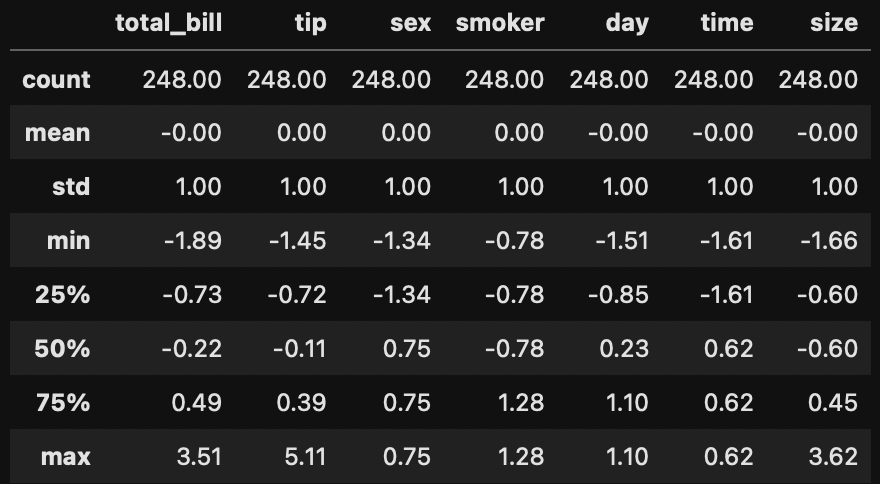 total_bill tip sex smoker day time size
count 248.00 248.00 248.00 248.00 248.00 248.00 248.00
mean -0.00 0.00 0.00 0.00 -0.00 -0.00 -0.00
std 1.00 1.00 1.00 1.00 1.00 1.00 1.00
min -1.89 -1.45 -1.34 -0.78 -1.51 -1.61 -1.66
25% -0.73 -0.72 -1.34 -0.78 -0.85 -1.61 -0.60
50% -0.22 -0.11 0.75 -0.78 0.23 0.62 -0.60
75% 0.49 0.39 0.75 1.28 1.10 0.62 0.45
max 3.51 5.11 0.75 1.28 1.10 0.62 3.62